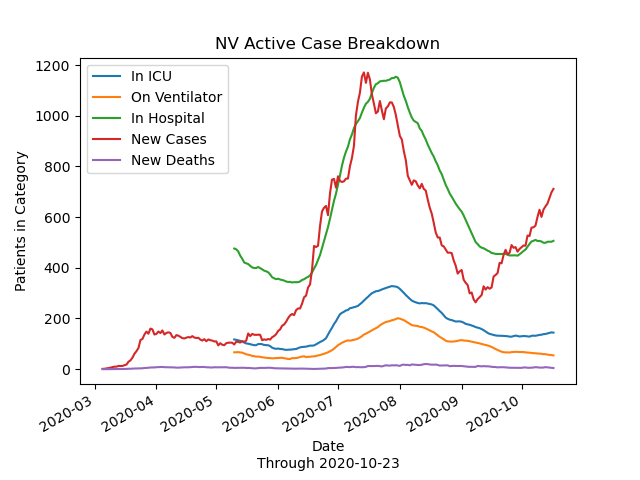 NV Active Case Breakdown
In ICU
On Ventilator
In Hospital
New Cases
New Deaths
1200
1000
800
600
400
200
0
Patients in Category
2020-03
2020-04
2020-05
2020-06
2020-07
2020-08
2020-09
2020-10
Date
Through 2020-10-23